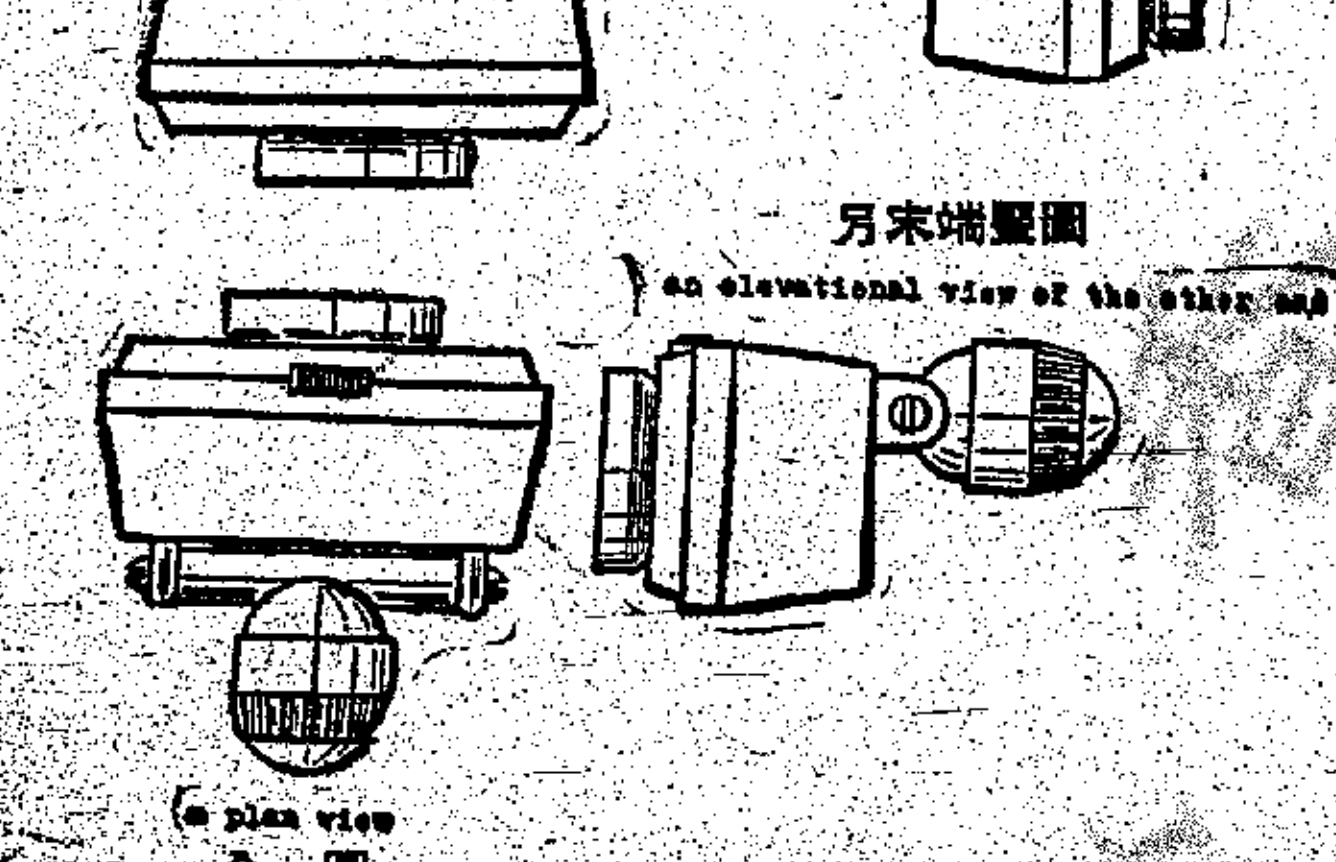 另末端豎圖
an elevational view of the other end
a plan view